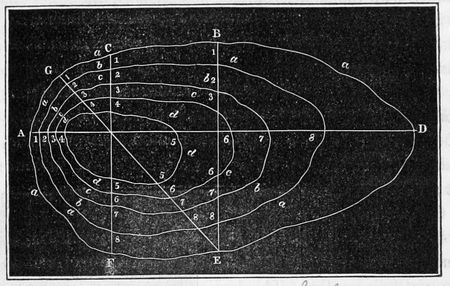 B
C
a 1 1
G b a
1 2 b 2
a 2 c c
b 3 3 3
c 4 4 d
A 1 2 3 4 5 6 7 8 D
d
a d 5 5 6 c
c 6 6 b
b 7 7 7 a
a 8 8 8
a
F E